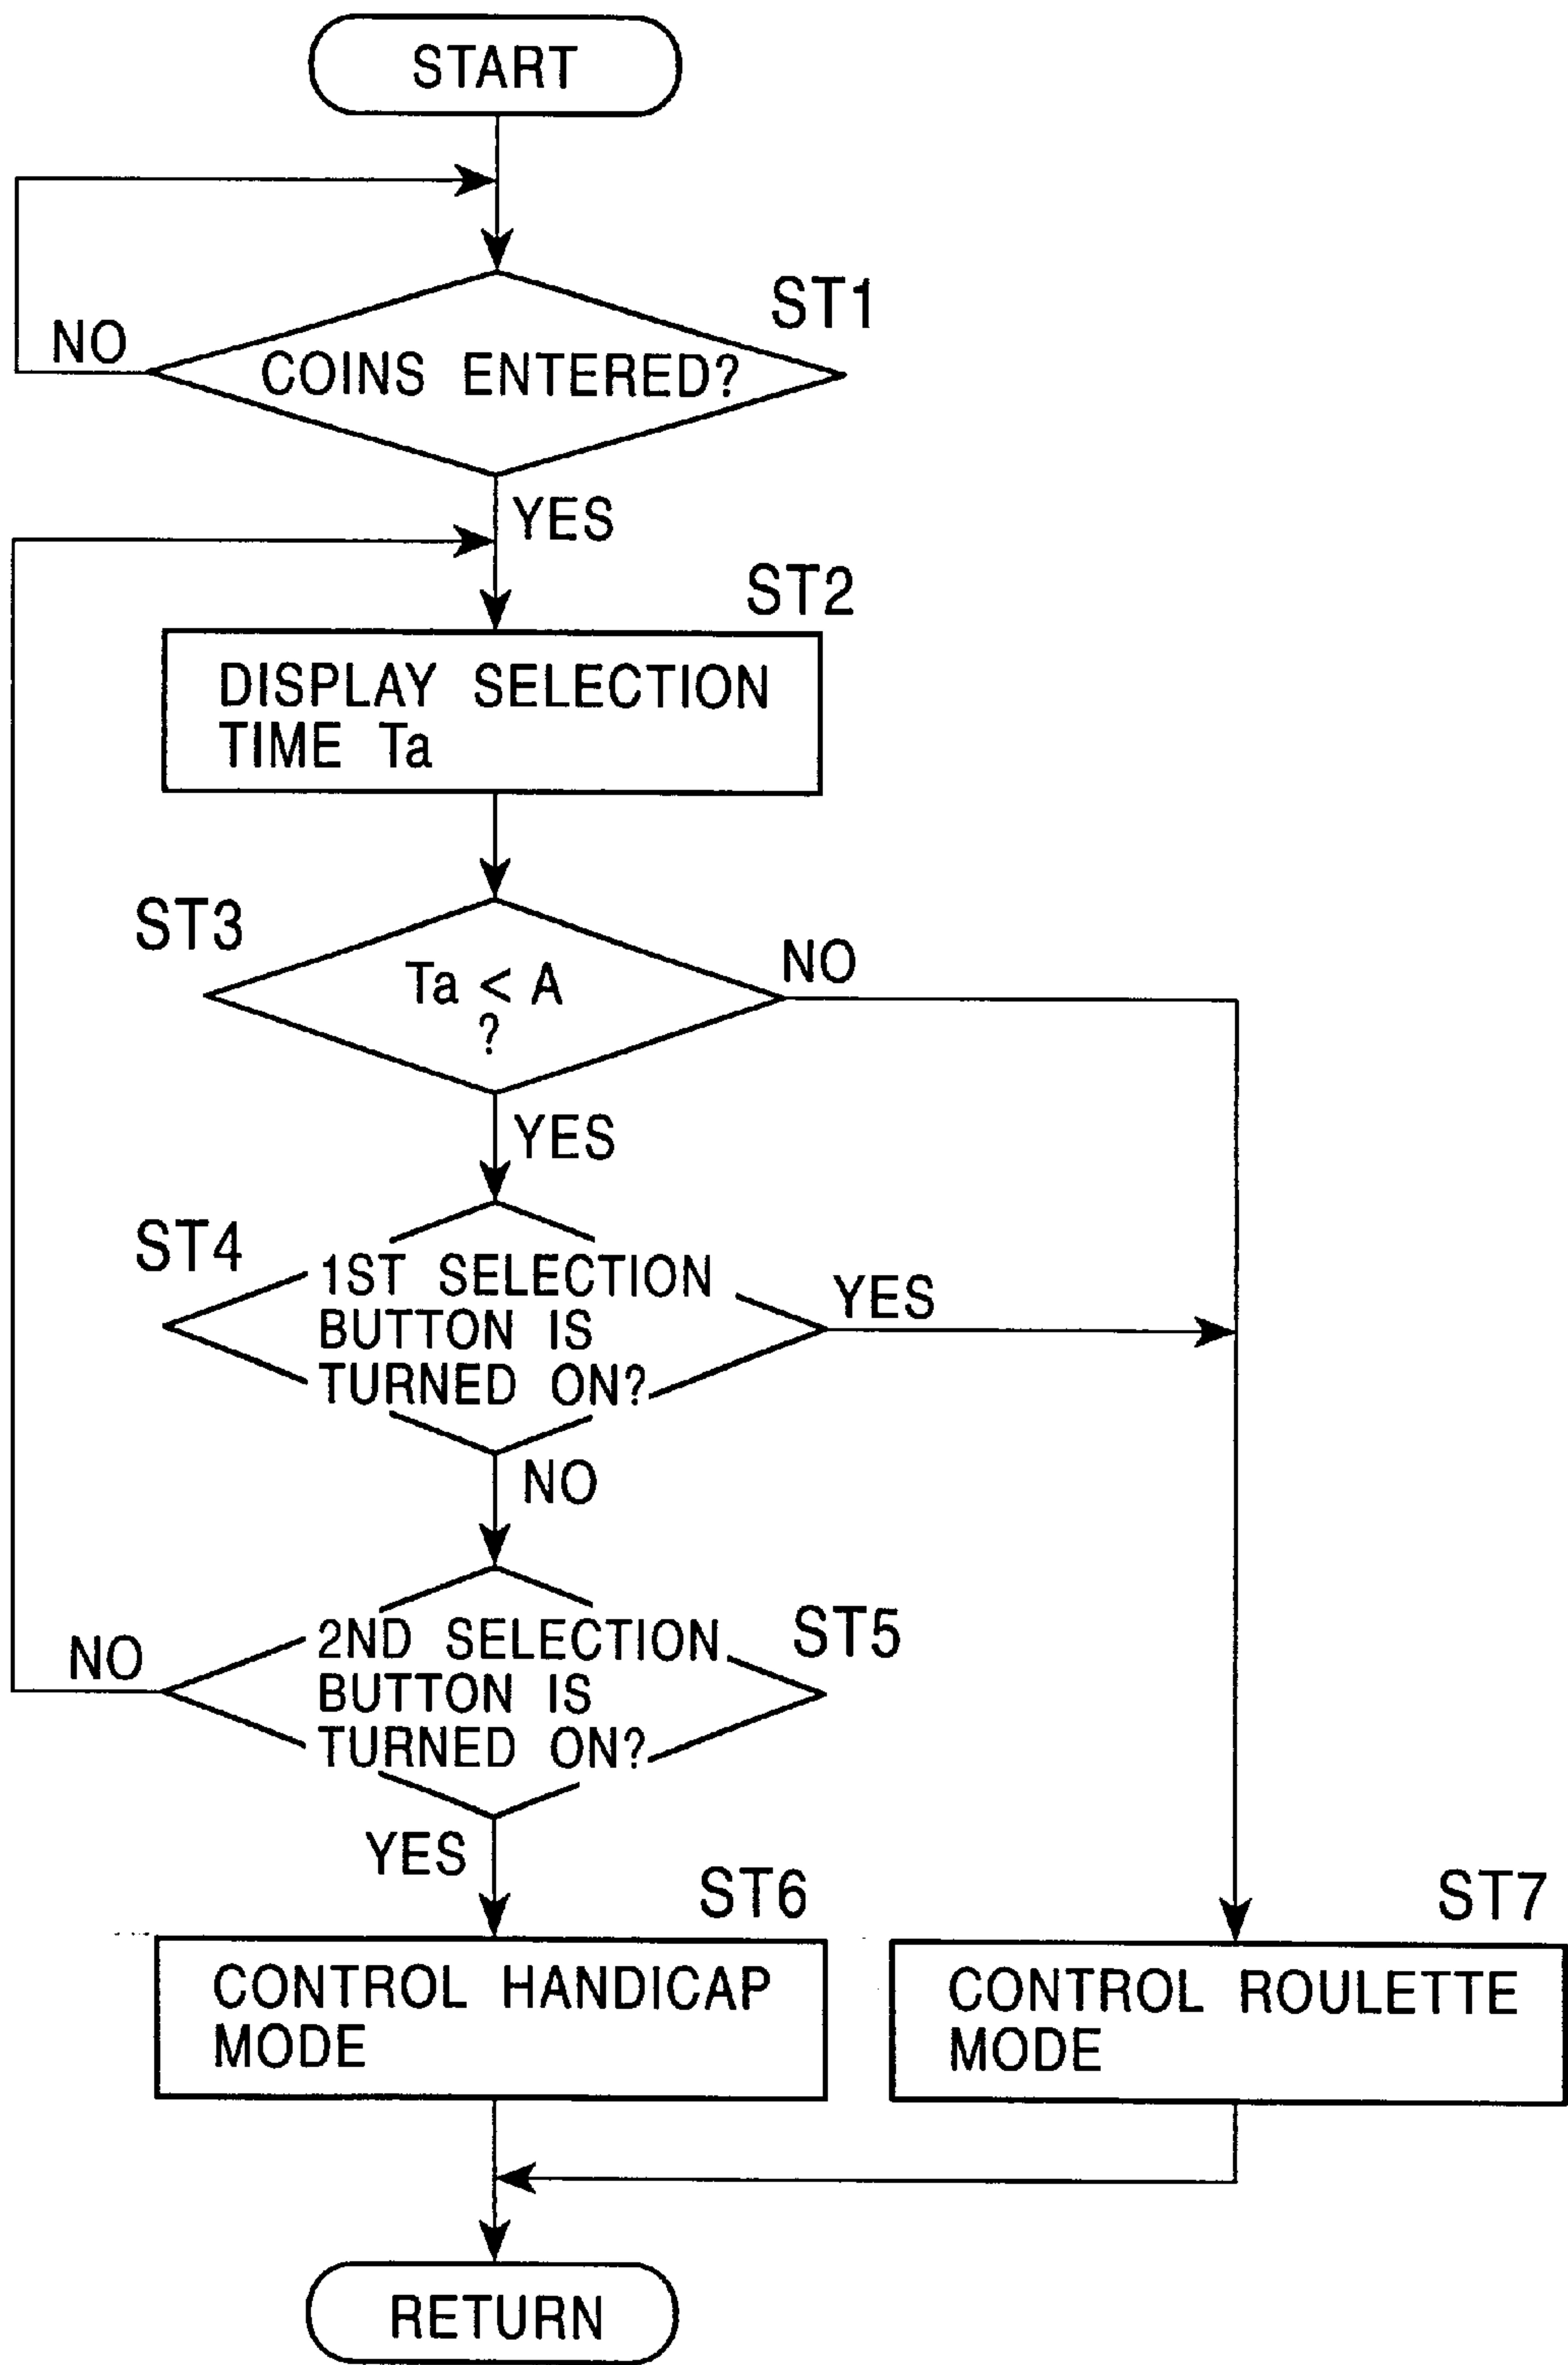 START
ST1
NO
COINS ENTERED?
YES
ST2
DISPLAY SELECTION
TIME Ta
ST3
NO
Ta < A
?
YES
ST4
1ST SELECTION
BUTTON IS
TURNED ON?
YES
NO
ST5
NO
2ND SELECTION
BUTTON IS
TURNED ON?
YES
ST6
ST7
CONTROL HANDICAP
MODE
CONTROL ROULETTE
MODE
RETURN